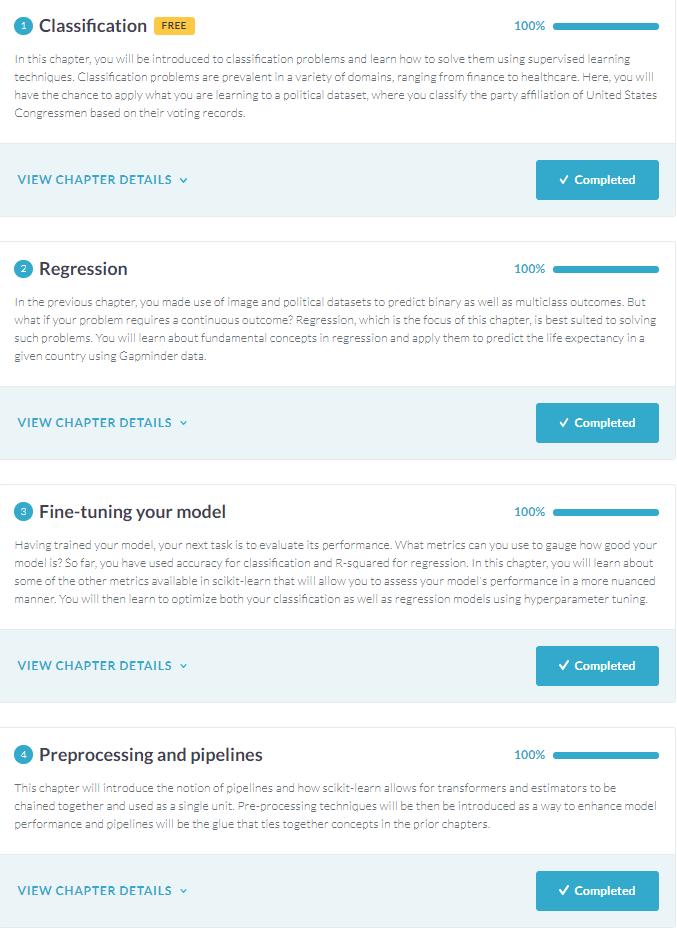 1 Classification FREE 100%
In this chapter, you will be introduced to classification problems and learn how to solve them using supervised learning
techniques. Classification problems are prevalent in a variety of domains, ranging from finance to healthcare. Here, you will
have the chance to apply what you are learning to a political dataset, where you classify the party affiliation of United States
Congressmen based on their voting records.
VIEW CHAPTER DETAILS Completed
2 Regression 100%
In the previous chapter, you made use of image and political datasets to predict binary as well as multiclass outcomes. But
what if your problem requires a continuous outcome? Regression, which is the focus of this chapter, is best suited to solving
such problems. You will learn about fundamental concepts in regression and apply them to predict the life expectancy in a
given country using Gapminder data.
VIEW CHAPTER DETAILS Completed
3 Fine-tuning your model 100%
Having trained your model, your next task is to evaluate its performance. What metrics can you use to gauge how good your
model is? So far, you have used accuracy for classification and R-squared for regression. In this chapter, you will learn about
some of the other metrics available in scikit-learn that will allow you to assess your model's performance in a more nuanced
manner. You will then learn to optimize both your classification as well as regression models using hyperparameter tuning.
VIEW CHAPTER DETAILS Completed
4 Preprocessing and pipelines 100%
This chapter will introduce the notion of pipelines and how scikit-learn allows for transformers and estimators to be
chained together and used as a single unit. Pre-processing techniques will be then be introduced as a way to enhance model
performance and pipelines will be the glue that ties together concepts in the prior chapters.
VIEW CHAPTER DETAILS Completed